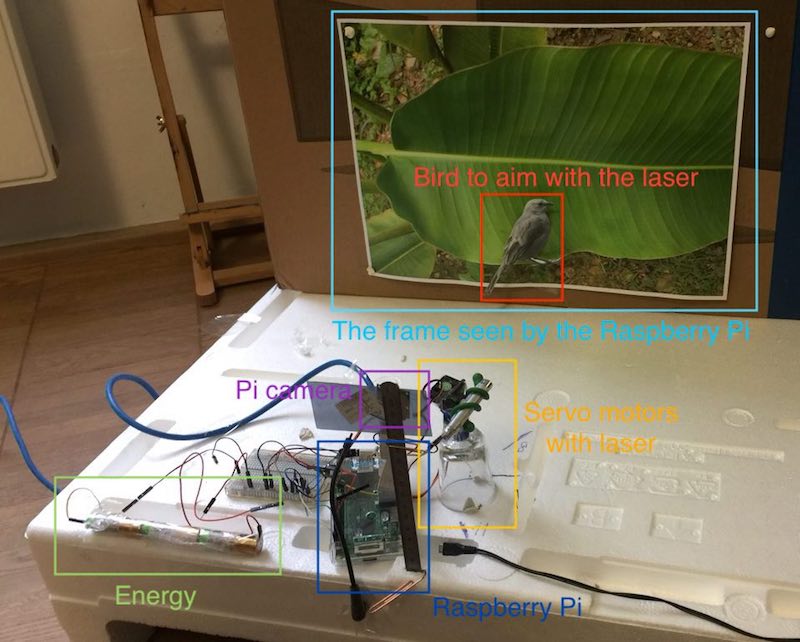 Bird to aim with the laser
The frame seen by the Raspberry Pi
Pi camera
Servo motors
with laser
Energy
Raspberry Pi